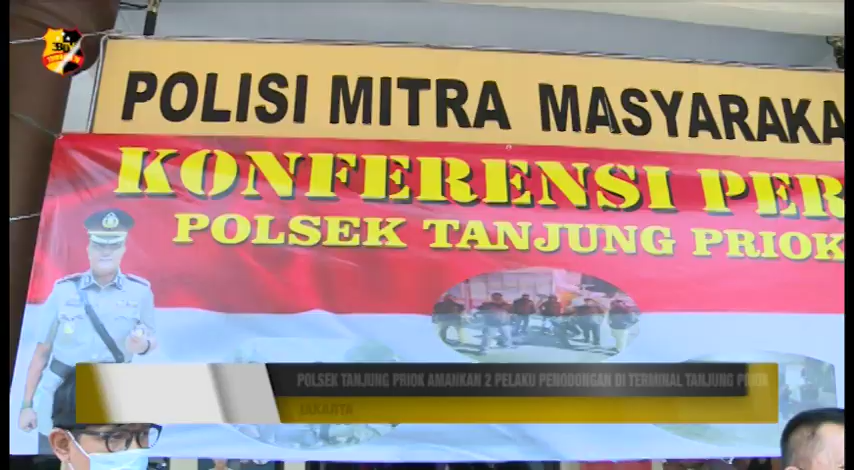 POLISI MITRA MASYARAKA
KONFERENSI PER
POLSEK TANJUNG PRIOK
POLSEK TANJUNG PRIOK AMANKAN 2 PELAKU PENODONGAN DI TERMINAL TANJUNG PRIOK
JAKARTA